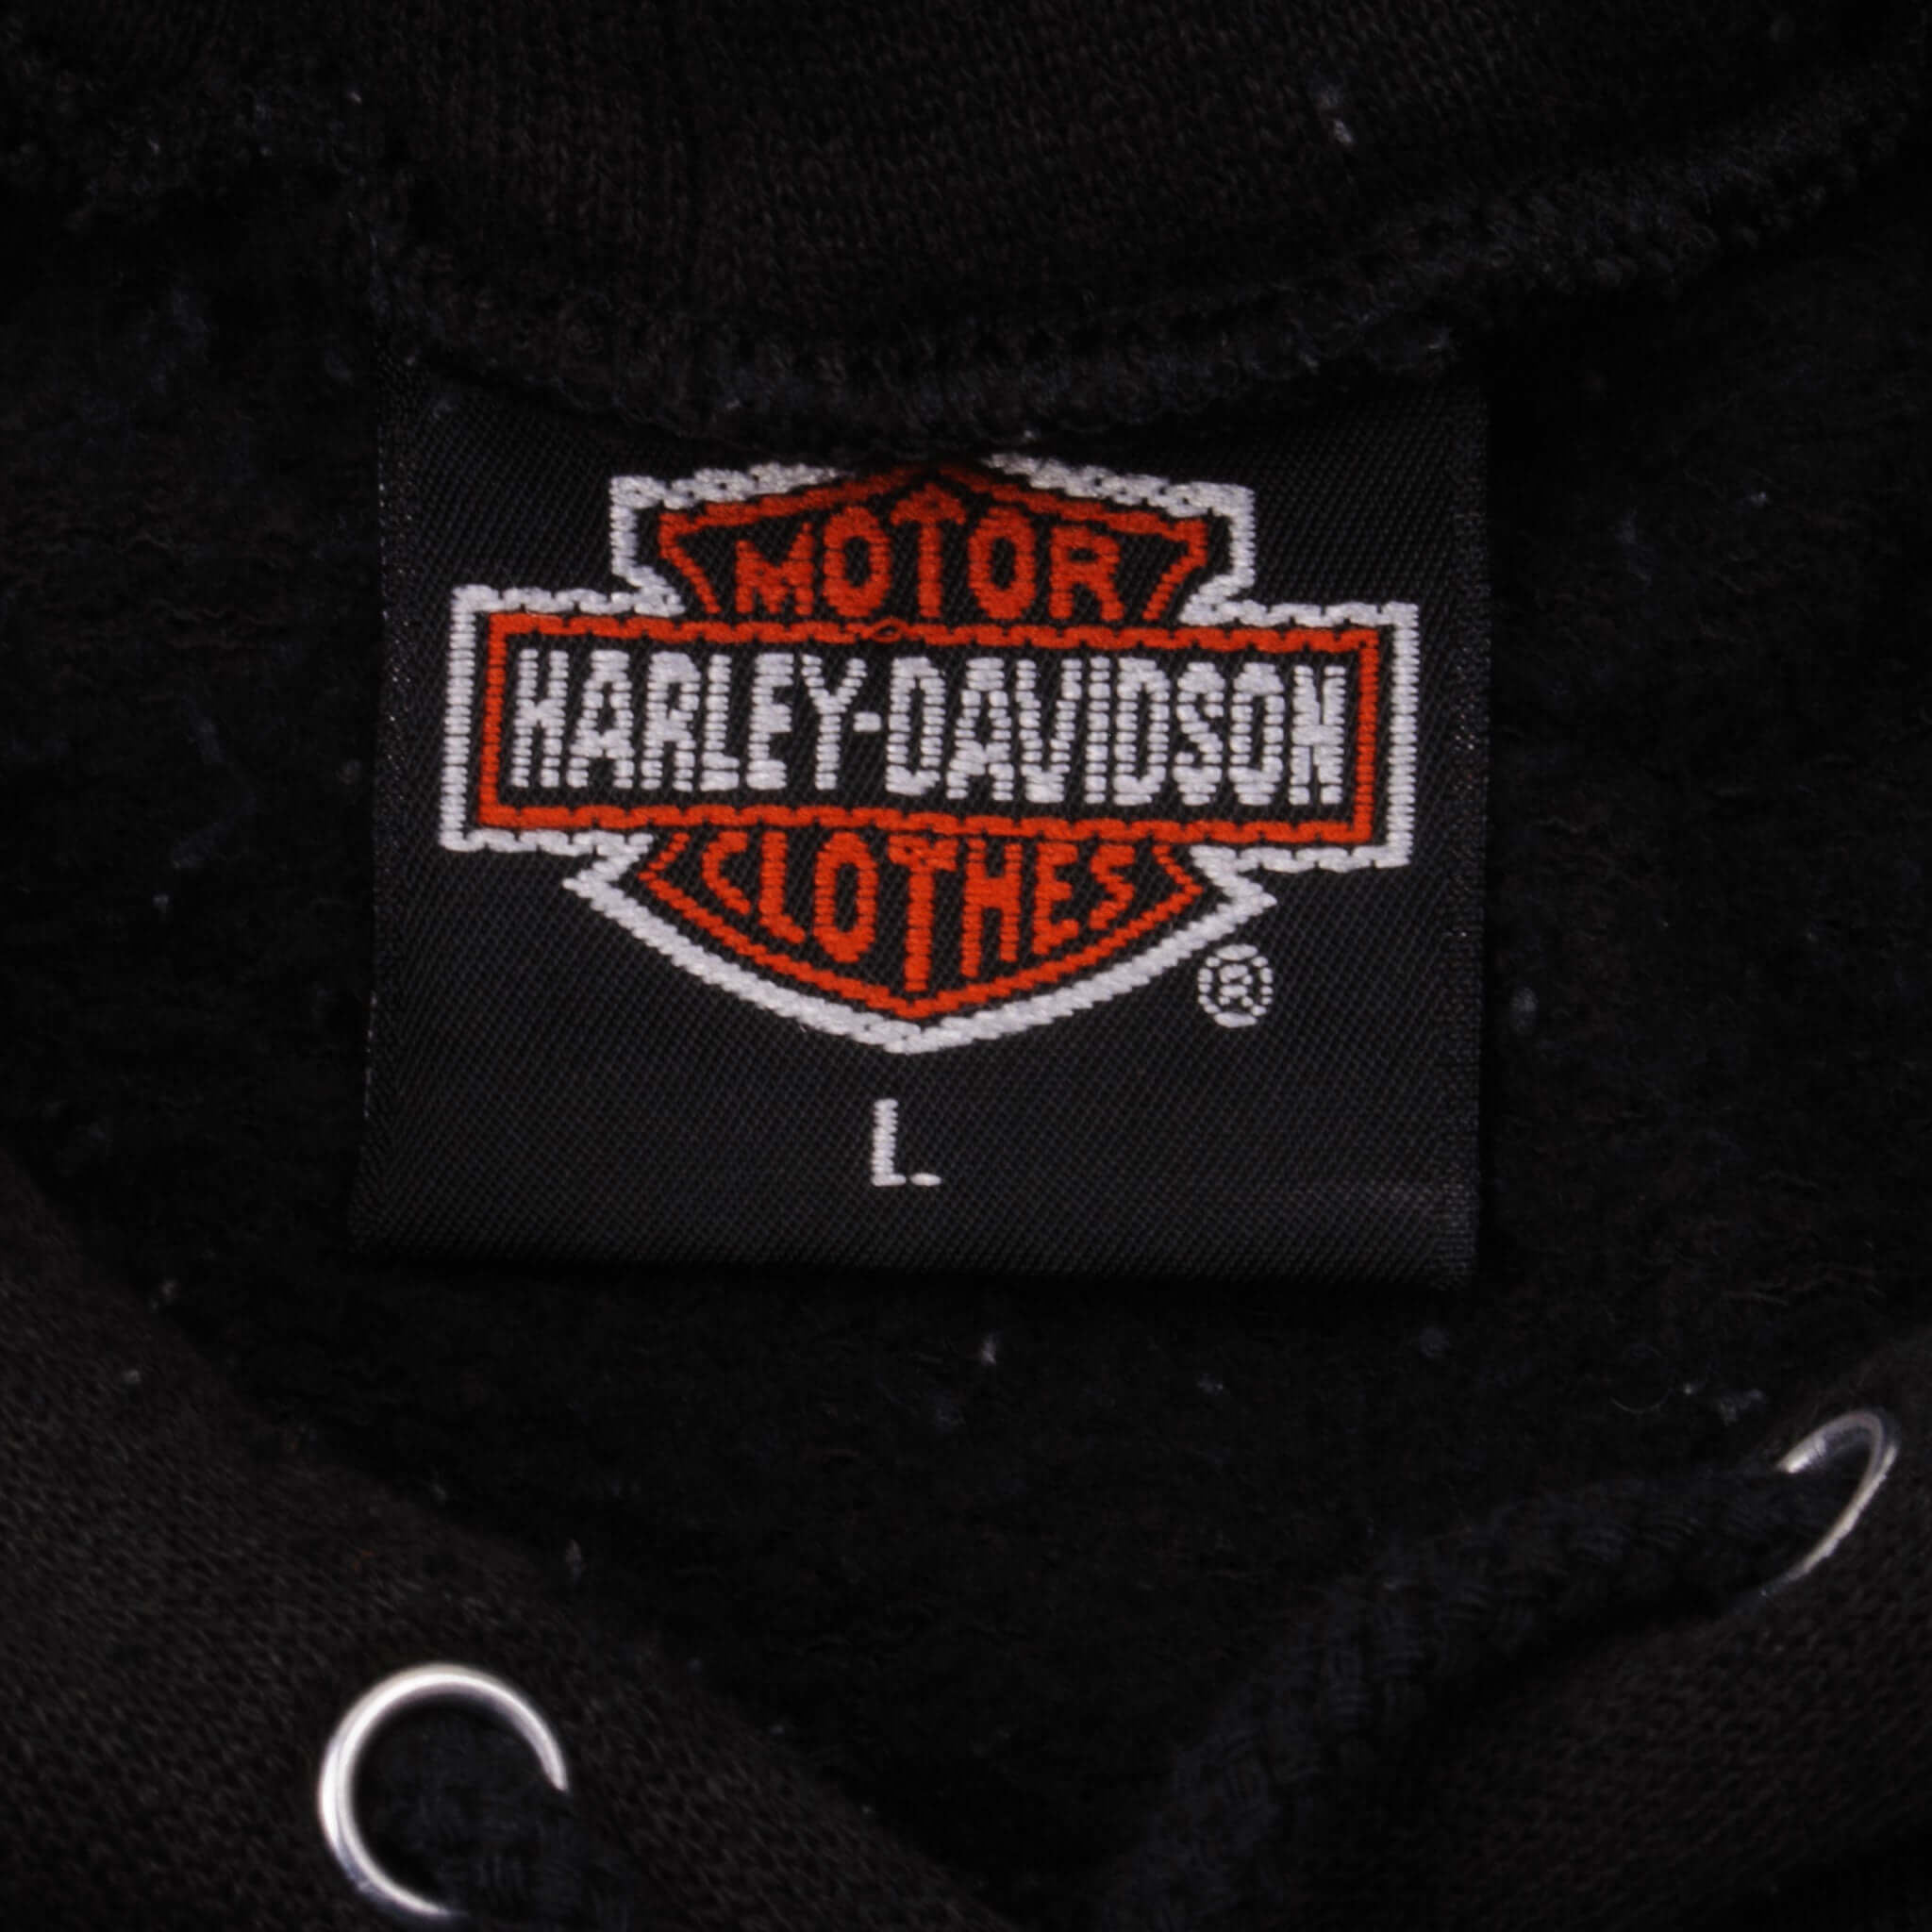 MOTOR
HARLEY-DAVIDSON
CLOTHES
®
L